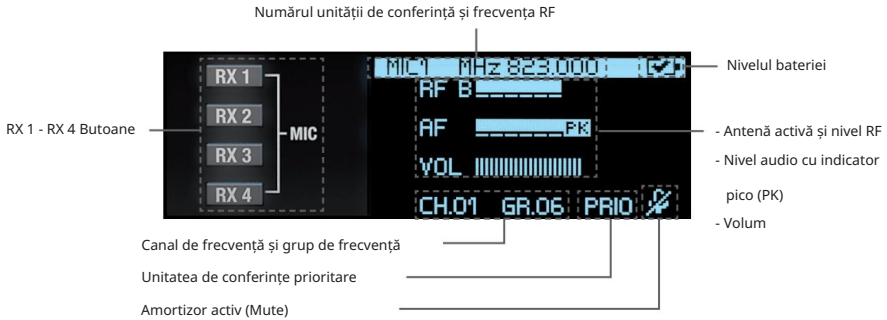 Numărul unității de conferință și frecvența RF
MIC1 MHz 823.000
Nivelul bateriei
RX 1
RX 2
RX 3
RX 4
MIC
RX 1 - RX 4 Butoane
RF B
AF PK
VOL
- Antenă activă și nivel RF
- Nivel audio cu indicator
pico (PK)
- Volum
CH.01 GR.06 PRIO
Canal de frecvență și grup de frecvență
Unitatea de conferințe prioritare
Amortizor activ (Mute)